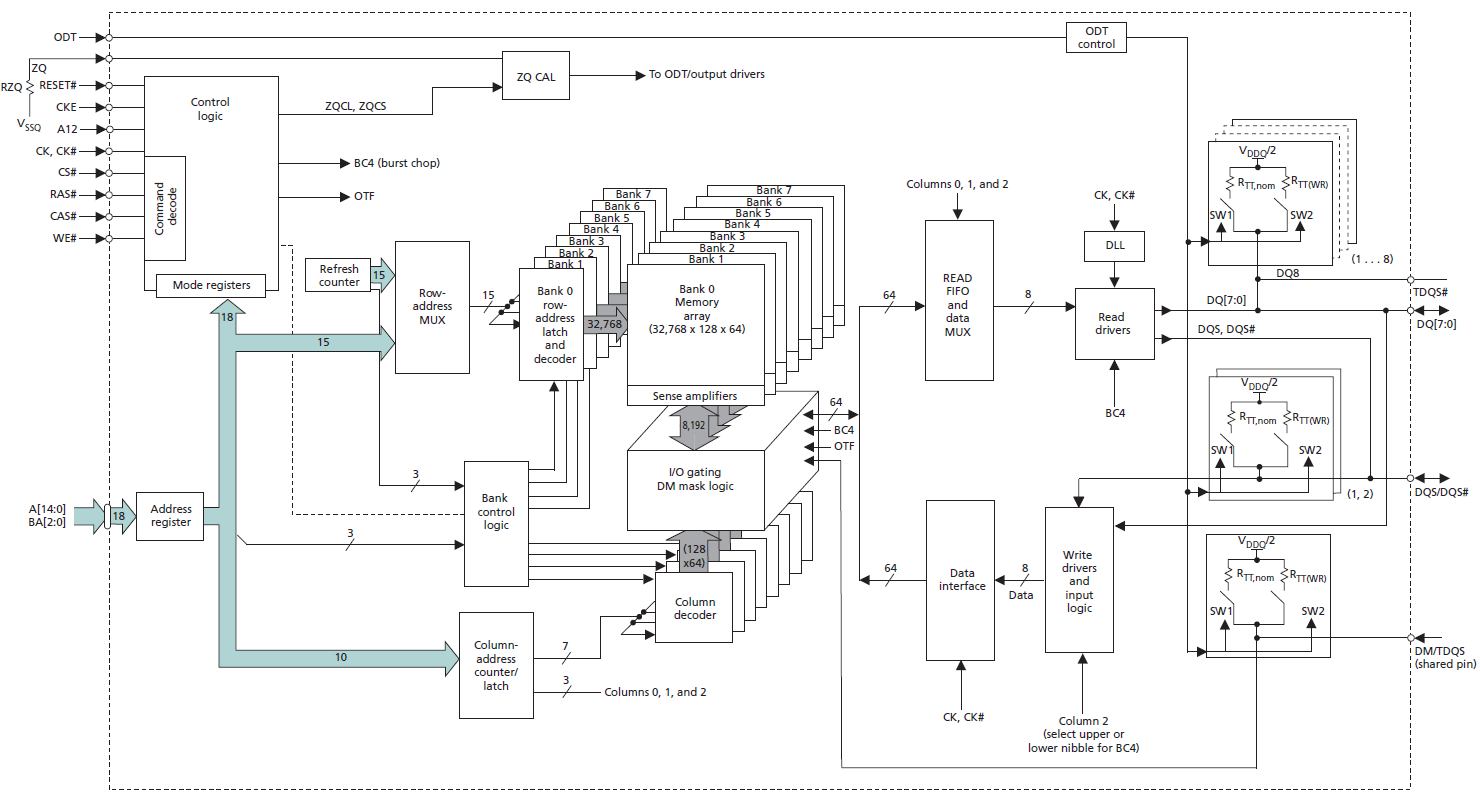 ODT
ZQ
RZQ
RESET#
VSSQ
CKE
A12
CK, CK#
CS#
RAS#
CAS#
WE#
Control
logic
Command
decode
Mode registers
ZQCL, ZQCS
BC4 (burst chop)
OTF
ZQ CAL
To ODT/output drivers
ODT
control
Refresh
counter
15
Row-
address
MUX
15
18
15
Bank 7
Bank 6
Bank 5
Bank 4
Bank 3
Bank 2
Bank 1
Bank 0
row-
address
latch
and
decoder
32,768
Bank 7
Bank 6
Bank 5
Bank 4
Bank 3
Bank 2
Bank 1
Bank 0
Memory
array
(32,768 x 128 x 64)
Sense amplifiers
8,192
64
BC4
OTF
I/O gating
DM mask logic
(128
x64)
Column
decoder
A[14:0]
BA[2:0]
18
Address
register
3
3
Bank
control
logic
10
Column-
address
counter/
latch
7
3
Columns 0, 1, and 2
Columns 0, 1, and 2
64
READ
FIFO
and
data
MUX
8
CK, CK#
DLL
Read
drivers
BC4
DQ8
DQ[7:0]
DQS, DQS#
64
Data
interface
8
Data
CK, CK#
Write
drivers
and
input
logic
Column 2
(select upper or
lower nibble for BC4)
VDDQ/2
RTT,nom
RTT(WR)
SW1
SW2
(1 . . . 8)
TDQS#
DQ[7:0]
VDDQ/2
RTT,nom
RTT(WR)
SW1
SW2
(1, 2)
DQS/DQS#
VDDQ/2
RTT,nom
RTT(WR)
SW1
SW2
DM/TDQS
(shared pin)